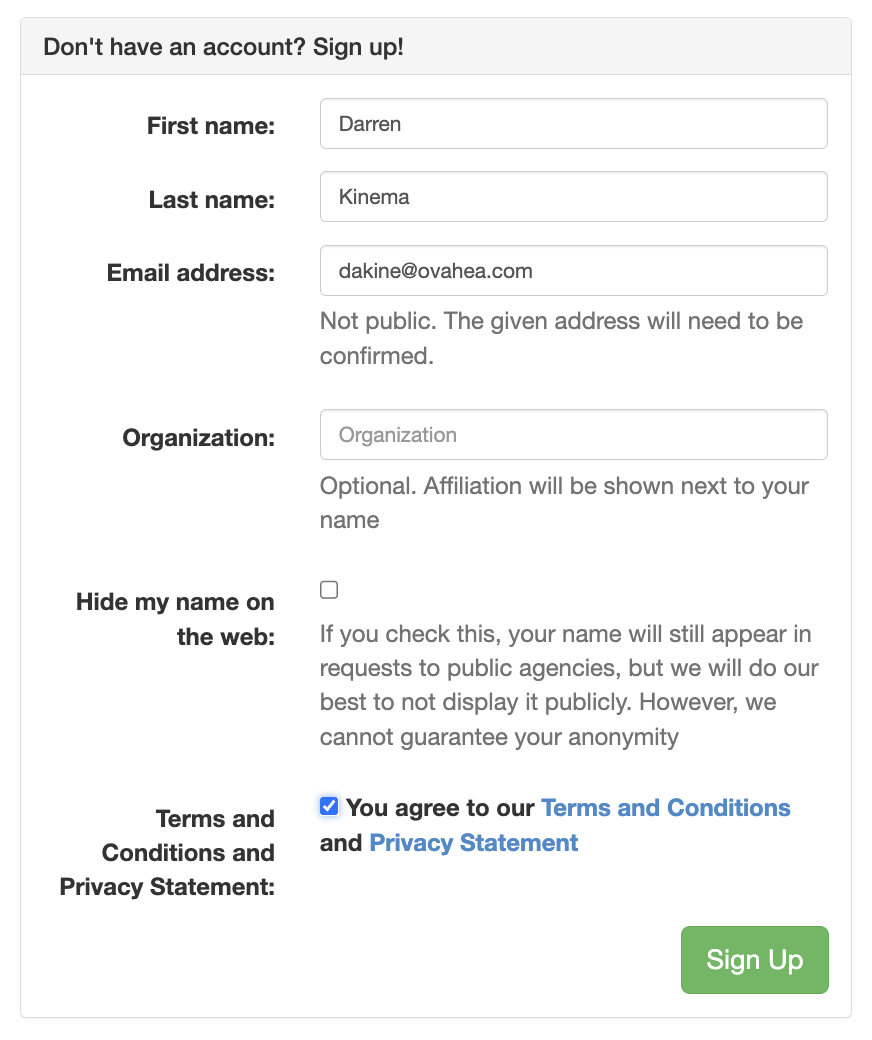 Don't have an account? Sign up!
First name:
Darren
Last name:
Kinema
Email address:
dakine@ovahea.com
Not public. The given address will need to be
confirmed.
Organization:
Organization
Optional. Affiliation will be shown next to your
name
Hide my name on
the web:
If you check this, your name will still appear in
requests to public agencies, but we will do our
best to not display it publicly. However, we
cannot guarantee your anonymity
Terms and
Conditions and
Privacy Statement:
You agree to our Terms and Conditions
and Privacy Statement
Sign Up